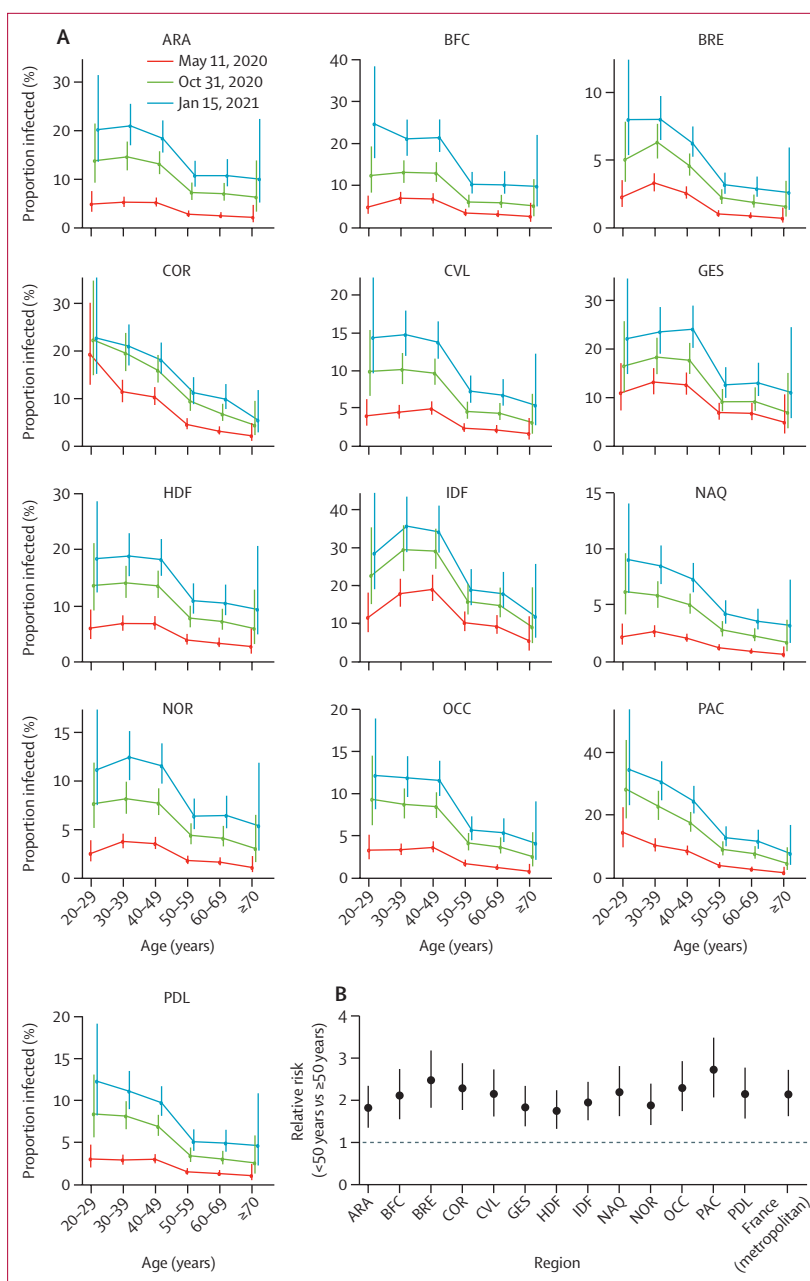 A
ARA
BFC
BRE
May 11, 2020
Oct 31, 2020
Jan 15, 2021
Proportion infected (%)
30
20
10
0
40
30
20
10
0
10
5
0
COR
CVL
GES
Proportion infected (%)
30
20
10
0
20
15
10
5
0
30
20
10
0
HDF
IDF
NAQ
Proportion infected (%)
30
20
10
0
40
30
20
10
0
15
10
5
0
NOR
OCC
PAC
Proportion infected (%)
15
10
5
0
20
15
10
5
0
40
20
0
20–29
30–39
40–49
50–59
60–69
≥70
20–29
30–39
40–49
50–59
60–69
≥70
20–29
30–39
40–49
50–59
60–69
≥70
Age (years)
Age (years)
Age (years)
PDL
Proportion infected (%)
20
15
10
5
0
20–29
30–39
40–49
50–59
60–69
≥70
Age (years)
B
Relative risk
(<50 years vs ≥50 years)
4
3
2
1
0
ARA
BFC
BRE
COR
CVL
GES
HDF
IDF
NAQ
NOR
OCC
PAC
PDL
France
(metropolitan)
Region